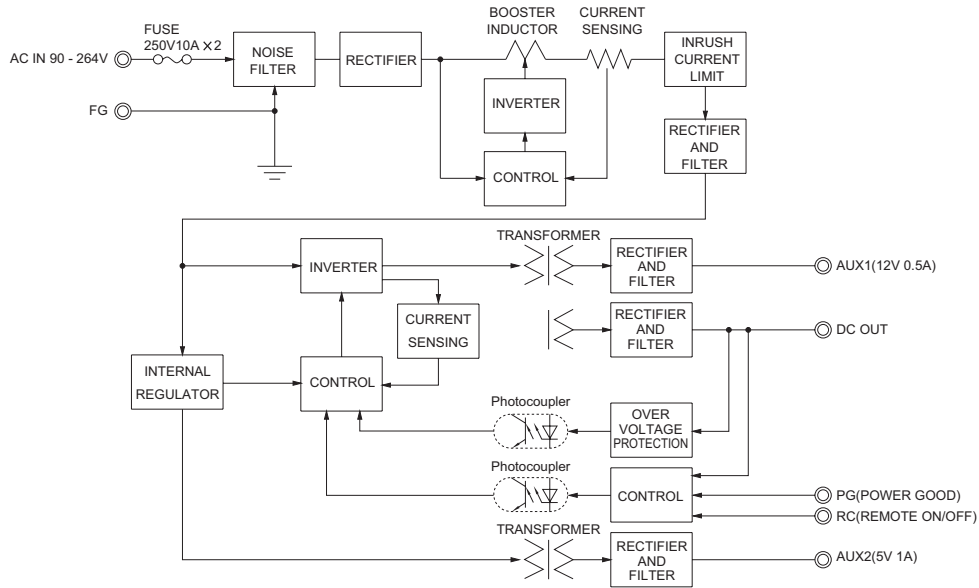 BOOSTER
INDUCTOR
CURRENT
SENSING
FUSE
250V10A ×2
AC IN 90 - 264V
NOISE
FILTER
RECTIFIER
INRUSH
CURRENT
LIMIT
FG
INVERTER
RECTIFIER
AND
FILTER
CONTROL
TRANSFORMER
INVERTER
RECTIFIER
AND
FILTER
AUX1(12V 0.5A)
CURRENT
SENSING
RECTIFIER
AND
FILTER
DC OUT
INTERNAL
REGULATOR
CONTROL
Photocoupler
OVER
VOLTAGE
PROTECTION
Photocoupler
CONTROL
PG(POWER GOOD)
RC(REMOTE ON/OFF)
TRANSFORMER
RECTIFIER
AND
FILTER
AUX2(5V 1A)